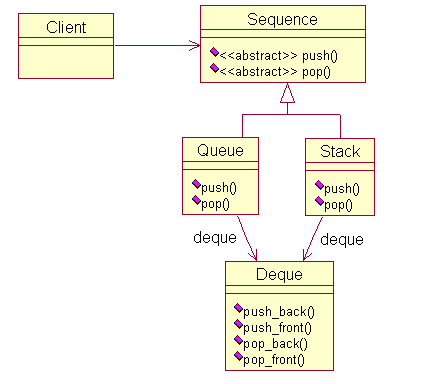 Client
Sequence
<<abstract>> push()
<<abstract>> pop()
Queue
push()
pop()
Stack
push()
pop()
deque
deque
Deque
push_back()
push_front()
pop_back()
pop_front()